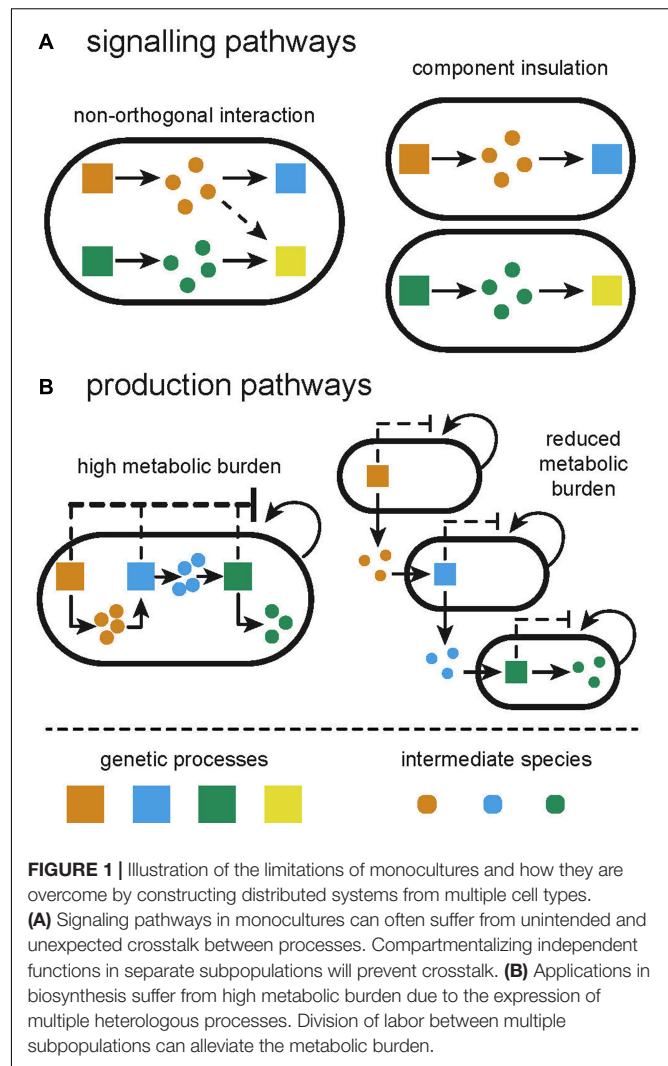 A signalling pathways
component insulation
non-orthogonal interaction
B production pathways
high metabolic burden
reduced
metabolic
burden
genetic processes
intermediate species
FIGURE 1 | Illustration of the limitations of monocultures and how they are
overcome by constructing distributed systems from multiple cell types.
(A) Signaling pathways in monocultures can often suffer from unintended and
unexpected crosstalk between processes. Compartmentalizing independent
functions in separate subpopulations will prevent crosstalk. (B) Applications in
biosynthesis suffer from high metabolic burden due to the expression of
multiple heterologous processes. Division of labor between multiple
subpopulations can alleviate the metabolic burden.